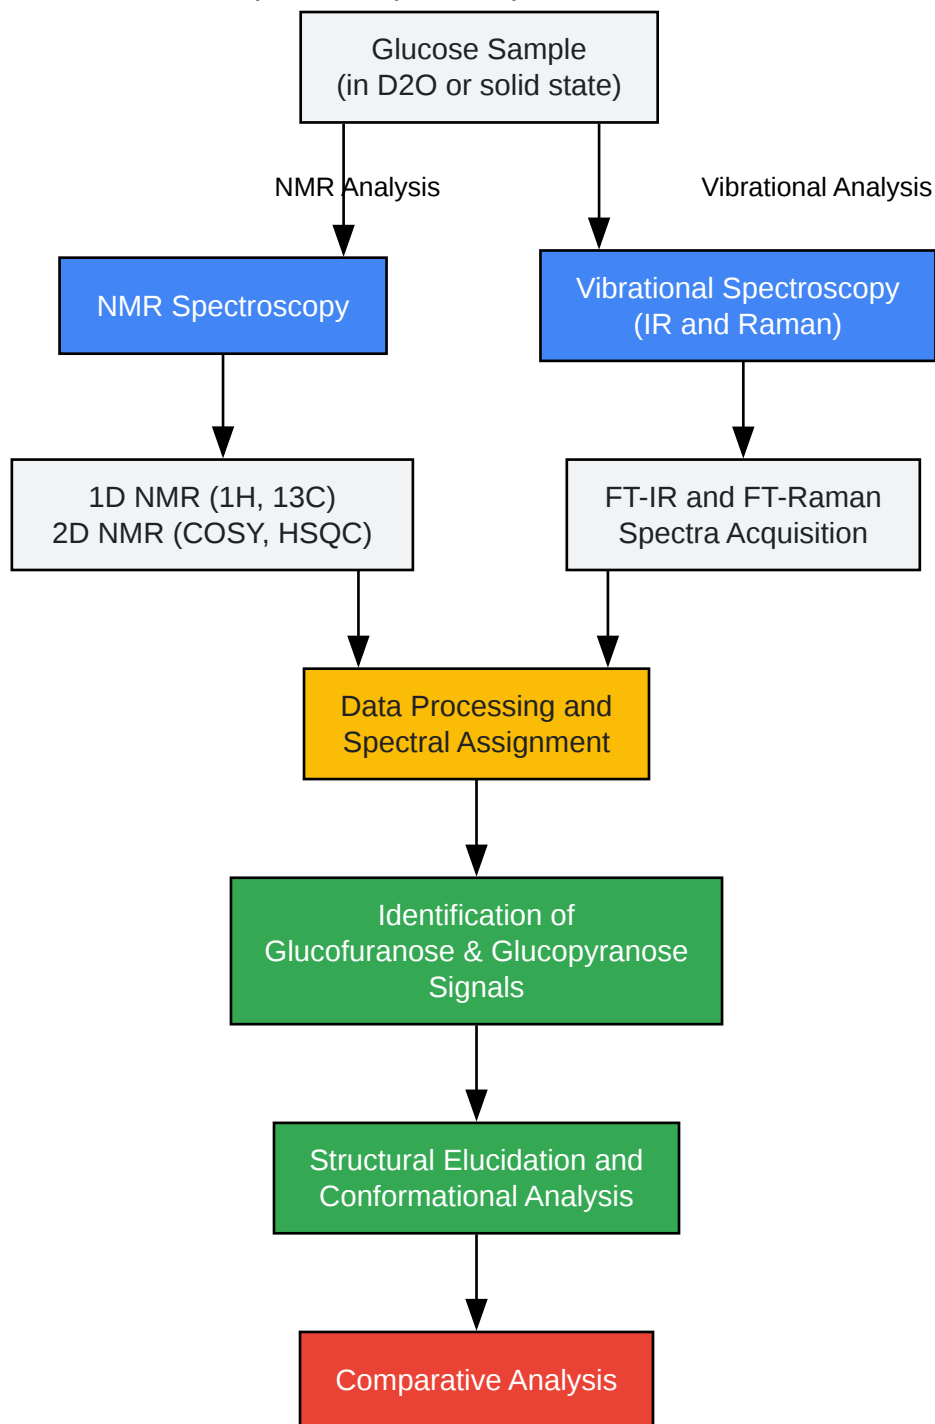 Glucose Sample
(in D2O or solid state)
NMR Analysis
Vibrational Analysis
NMR Spectroscopy
Vibrational Spectroscopy
(IR and Raman)
1D NMR (1H, 13C)
2D NMR (COSY, HSQC)
FT-IR and FT-Raman
Spectra Acquisition
Data Processing and
Spectral Assignment
Identification of
Glucofuranose & Glucopyranose
Signals
Structural Elucidation and
Conformational Analysis
Comparative Analysis